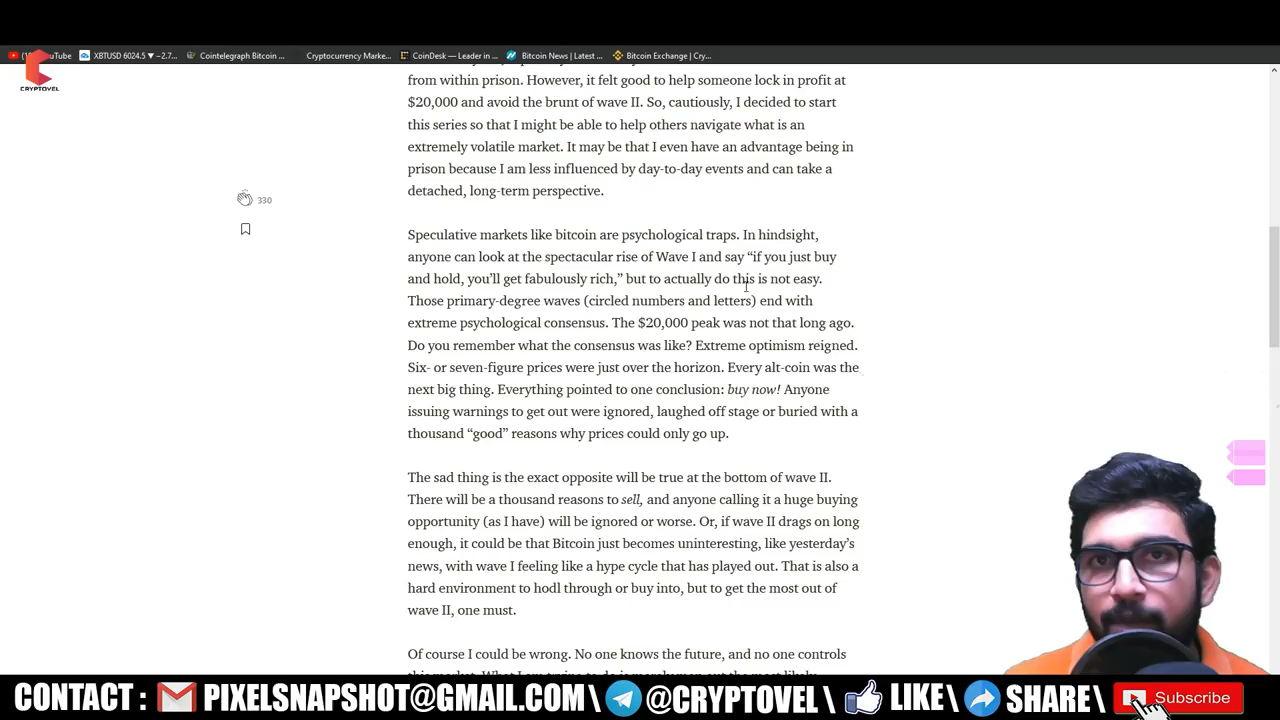 YouTube
XBTUSD 6024.5 ▼ −2.7...
Cointelegraph Bitcoin ...
Cryptocurrency Marke...
CoinDesk — Leader in ...
Bitcoin News | Latest ...
Bitcoin Exchange | Cry...
CRYPTOVEL
from within prison. However, it felt good to help someone lock in profit at
$20,000 and avoid the brunt of wave II. So, cautiously, I decided to start
this series so that I might be able to help others navigate what is an
extremely volatile market. It may be that I even have an advantage being in
prison because I am less influenced by day-to-day events and can take a
detached, long-term perspective.
330
Speculative markets like bitcoin are psychological traps. In hindsight,
anyone can look at the spectacular rise of Wave I and say “if you just buy
and hold, you’ll get fabulously rich,” but to actually do this is not easy.
Those primary-degree waves (circled numbers and letters) end with
extreme psychological consensus. The $20,000 peak was not that long ago.
Do you remember what the consensus was like? Extreme optimism reigned.
Six- or seven-figure prices were just over the horizon. Every alt-coin was the
next big thing. Everything pointed to one conclusion: buy now! Anyone
issuing warnings to get out were ignored, laughed off stage or buried with a
thousand “good” reasons why prices could only go up.
The sad thing is the exact opposite will be true at the bottom of wave II.
There will be a thousand reasons to sell, and anyone calling it a huge buying
opportunity (as I have) will be ignored or worse. Or, if wave II drags on long
enough, it could be that Bitcoin just becomes uninteresting, like yesterday’s
news, with wave I feeling like a hype cycle that has played out. That is also a
hard environment to hodl through or buy into, but to get the most out of
wave II, one must.
Of course I could be wrong. No one knows the future, and no one controls
CONTACT : PIXELSNAPSHOT@GMAIL.COM\ @CRYPTOVEL\ LIKE\ SHARE\ Subscribe